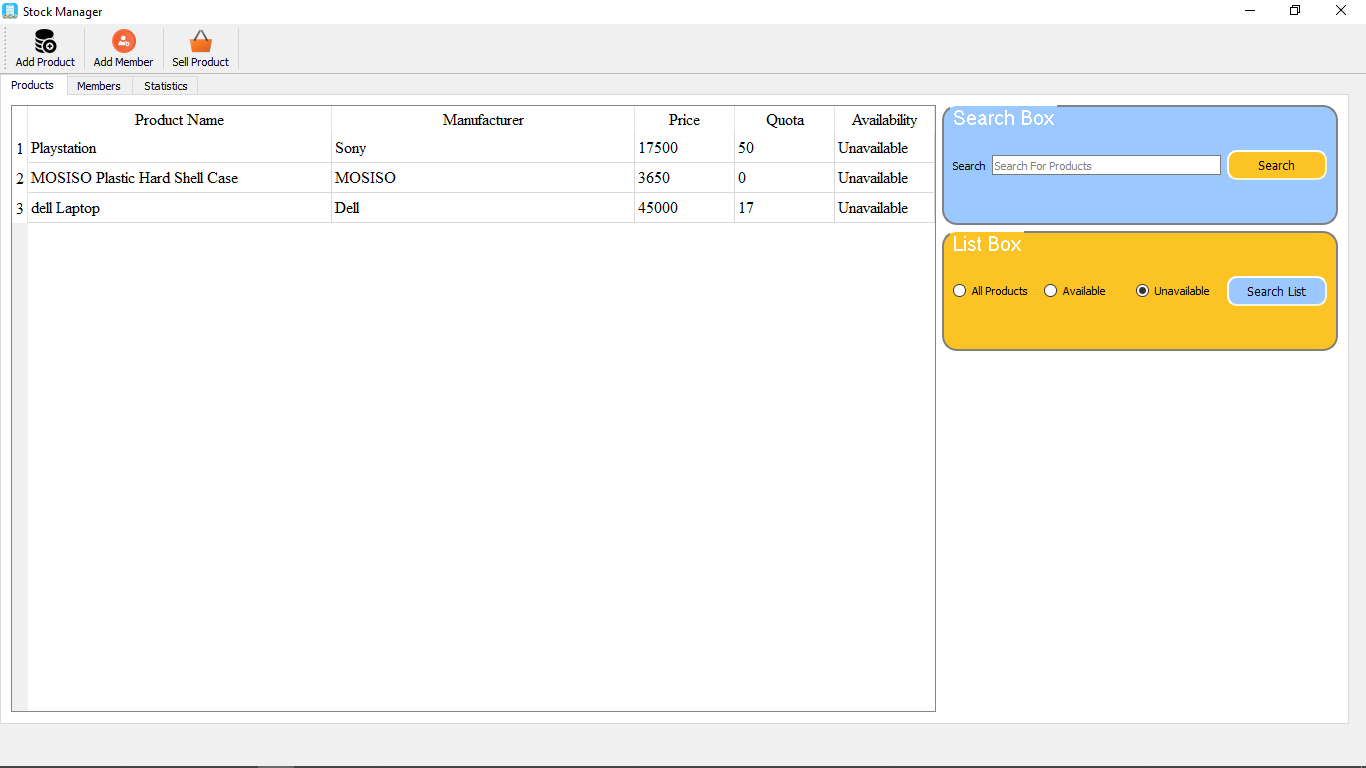 Stock Manager
Add Product Add Member Sell Product
Products Members Statistics
Product Name Manufacturer Price Quota Availability
1 Playstation Sony 17500 50 Unavailable
2 MOSISO Plastic Hard Shell Case MOSISO 3650 0 Unavailable
3 dell Laptop Dell 45000 17 Unavailable
Search Box
Search Search For Products Search
List Box
All Products Available Unavailable Search List